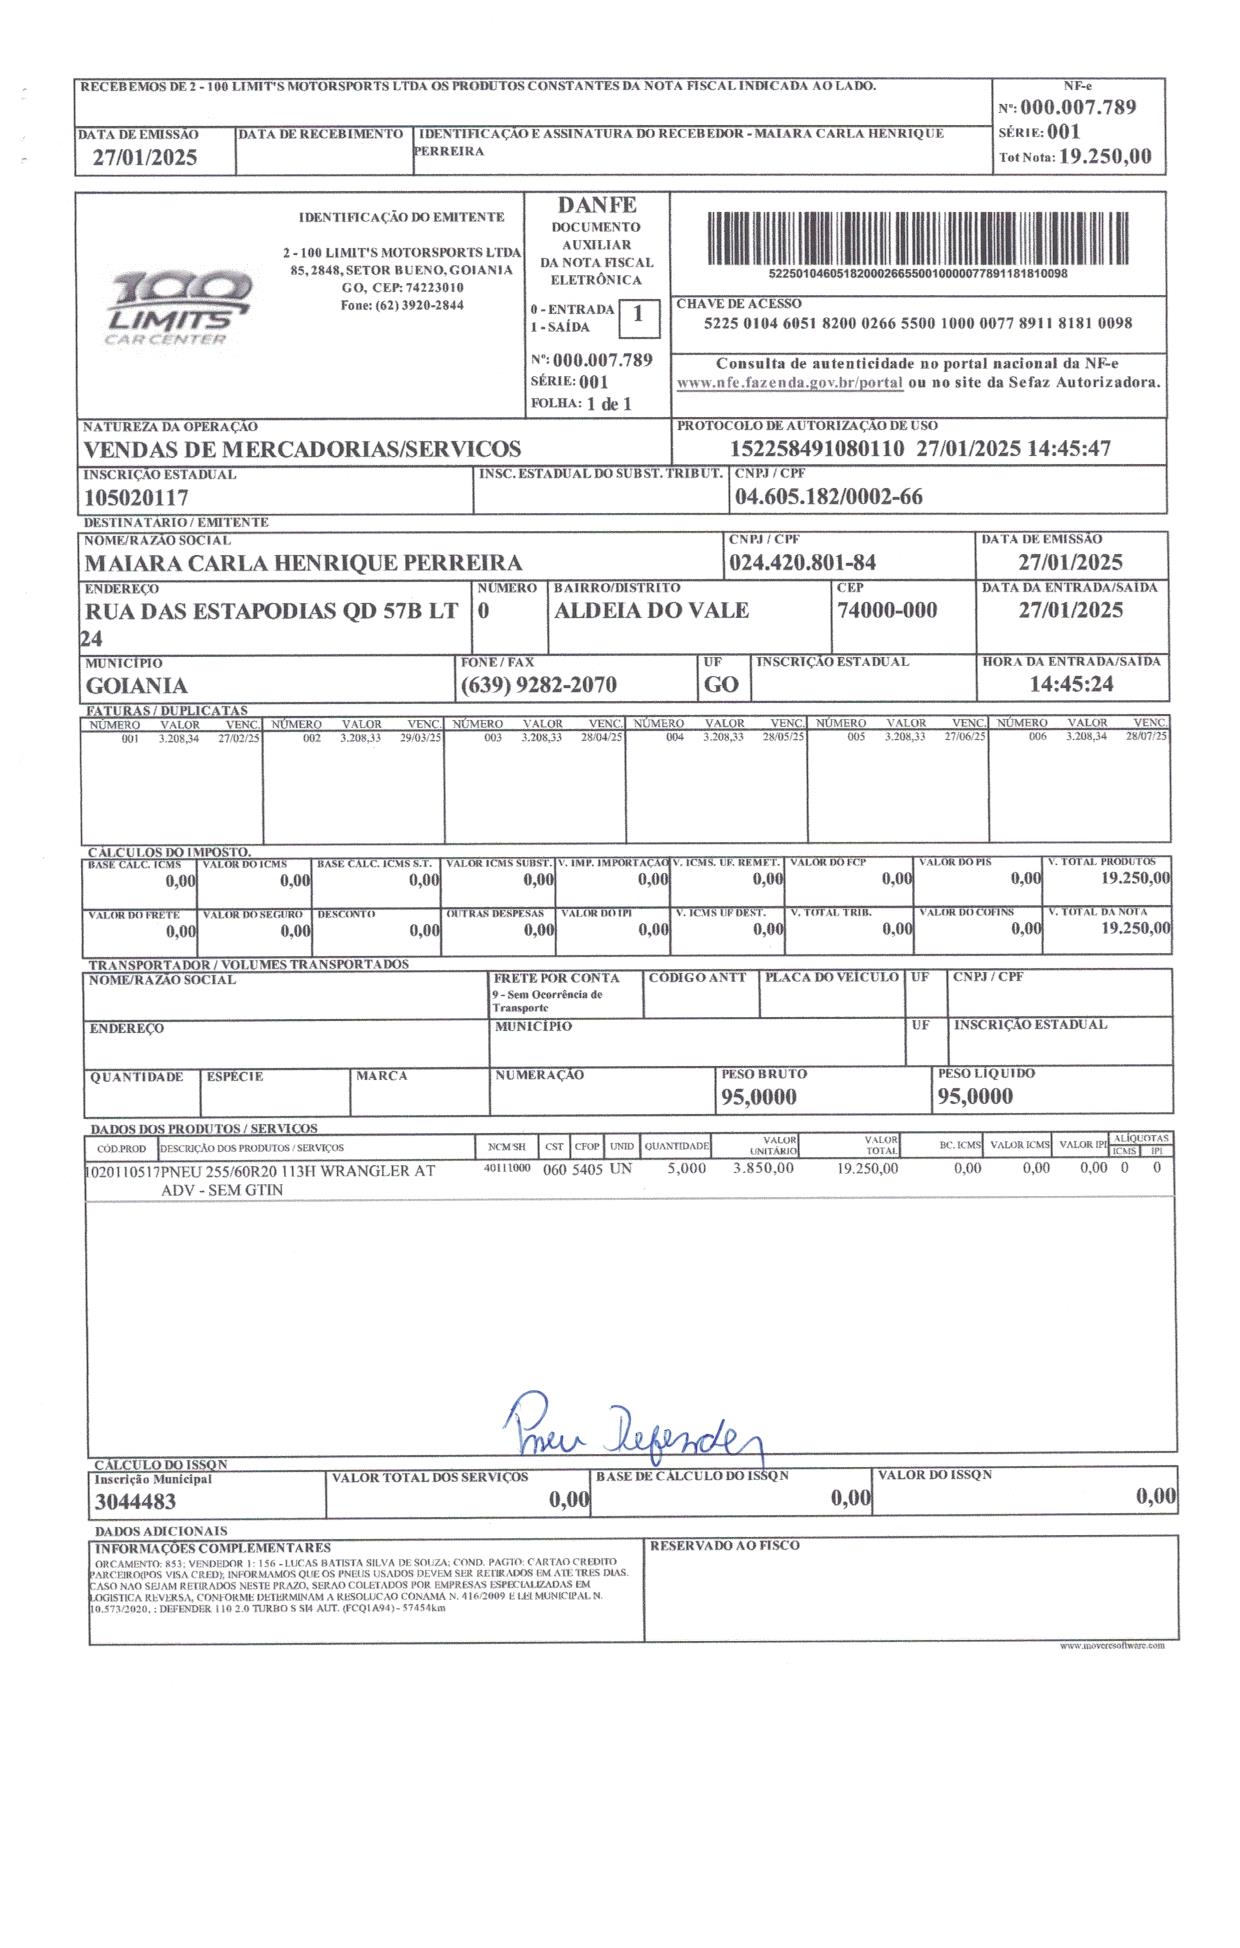 RECEBEMOS DE 2 - 100 LIMIT'S MOTORSPORTS LTDA OS PRODUTOS CONSTANTES DA NOTA FISCAL INDICADA AO LADO.
NF-e
Nº: 000.007.789
SÉRIE: 001
Tot Nota: 19.250,00
DATA DE EMISSÃO
27/01/2025
DATA DE RECEBIMENTO
IDENTIFICAÇÃO E ASSINATURA DO RECEBEDOR - MAIARA CARLA HENRIQUE
PERREIRA
100
LIMITS
CAR CENTER
IDENTIFICAÇÃO DO EMITENTE
2 - 100 LIMIT'S MOTORSPORTS LTDA
85, 2848, SETOR BUENO, GOIANIA
GO, CEP: 74223010
Fone: (62) 3920-2844
DANFE
DOCUMENTO
AUXILIAR
DA NOTA FISCAL
ELETRÔNICA
0 - ENTRADA
1 - SAÍDA
1
Nº: 000.007.789
SÉRIE: 001
FOLHA: 1 de 1
52250104605182000266550010000077891181810098
CHAVE DE ACESSO
5225 0104 6051 8200 0266 5500 1000 0077 8911 8181 0098
Consulta de autenticidade no portal nacional da NF-e
www.nfe.fazenda.gov.br/portal ou no site da Sefaz Autorizadora.
NATUREZA DA OPERAÇÃO
VENDAS DE MERCADORIAS/SERVICOS
PROTOCOLO DE AUTORIZAÇÃO DE USO
152258491080110 27/01/2025 14:45:47
INSCRIÇÃO ESTADUAL
105020117
INSC. ESTADUAL DO SUBST. TRIBUT.
CNPJ / CPF
04.605.182/0002-66
DESTINATÁRIO / EMITENTE
NOME/RAZÃO SOCIAL
MAIARA CARLA HENRIQUE PERREIRA
CNPJ / CPF
024.420.801-84
DATA DE EMISSÃO
27/01/2025
ENDEREÇO
RUA DAS ESTAPODIAS QD 57B LT
24
NÚMERO
0
BAIRRO/DISTRITO
ALDEIA DO VALE
CEP
74000-000
DATA DA ENTRADA/SAÍDA
27/01/2025
MUNICÍPIO
GOIANIA
FONE / FAX
(639) 9282-2070
UF
GO
INSCRIÇÃO ESTADUAL
HORA DA ENTRADA/SAÍDA
14:45:24
FATURAS / DUPLICATAS
NÚMERO VALOR VENC. NÚMERO VALOR VENC. NÚMERO VALOR VENC. NÚMERO VALOR VENC. NÚMERO VALOR VENC. NÚMERO VALOR VENC.
001 3.208,34 27/02/25 002 3.208,33 29/03/25 003 3.208,33 28/04/25 004 3.208,33 28/05/25 005 3.208,33 27/06/25 006 3.208,34 28/07/25
CÁLCULOS DO IMPOSTO.
BASE CÁLC. ICMS VALOR DO ICMS BASE CÁLC. ICMS S.T. VALOR ICMS SUBST. V. IMP. IMPORTAÇÃO V. ICMS. UF. REMET. VALOR DO FCP VALOR DO PIS V. TOTAL PRODUTOS
0,00 0,00 0,00 0,00 0,00 0,00 0,00 0,00 19.250,00
VALOR DO FRETE VALOR DO SEGURO DESCONTO OUTRAS DESPESAS VALOR DO IPI V. ICMS UF DEST. V. TOTAL TRIB. VALOR DO COFINS V. TOTAL DA NOTA
0,00 0,00 0,00 0,00 0,00 0,00 0,00 0,00 19.250,00
TRANSPORTADOR / VOLUMES TRANSPORTADOS
NOME/RAZÃO SOCIAL
FRETE POR CONTA
9 - Sem Ocorrência de
Transporte
CÓDIGO ANTT
PLACA DO VEÍCULO
UF
CNPJ / CPF
ENDEREÇO
MUNICÍPIO
UF
INSCRIÇÃO ESTADUAL
QUANTIDADE
ESPÉCIE
MARCA
NUMERAÇÃO
PESO BRUTO
95,0000
PESO LÍQUIDO
95,0000
DADOS DOS PRODUTOS / SERVIÇOS
CÓD.PROD DESCRIÇÃO DOS PRODUTOS / SERVIÇOS NCM/SH CST CFOP UNID QUANTIDADE VALOR UNITÁRIO VALOR TOTAL BC. ICMS VALOR ICMS VALOR IPI ALÍQUOTAS ICMS IPI
1020110517 PNEU 255/60R20 113H WRANGLER AT 40111000 060 5405 UN 5,000 3.850,00 19.250,00 0,00 0,00 0,00 0 0
ADV - SEM GTIN
Pneu Defender
CÁLCULO DO ISSQN
Inscrição Municipal
3044483
VALOR TOTAL DOS SERVIÇOS
0,00
BASE DE CÁLCULO DO ISSQN
0,00
VALOR DO ISSQN
0,00
DADOS ADICIONAIS
INFORMAÇÕES COMPLEMENTARES
ORCAMENTO: 853; VENDEDOR 1: 156 - LUCAS BATISTA SILVA DE SOUZA; COND. PAGTO: CARTAO CREDITO
PARCEIRO(POS VISA CRED); INFORMAMOS QUE OS PNEUS USADOS DEVEM SER RETIRADOS EM ATE TRES DIAS.
CASO NAO SEJAM RETIRADOS NESTE PRAZO, SERAO COLETADOS POR EMPRESAS ESPECIALIZADAS EM
LOGISTICA REVERSA, CONFORME DETERMINAM A RESOLUCAO CONAMA N. 416/2009 E LEI MUNICIPAL N.
10.573/2020, ; DEFENDER 110 2.0 TURBO S SI4 AUT. (FCQ1A94) - 57454km
RESERVADO AO FISCO
www.moveresoftware.com